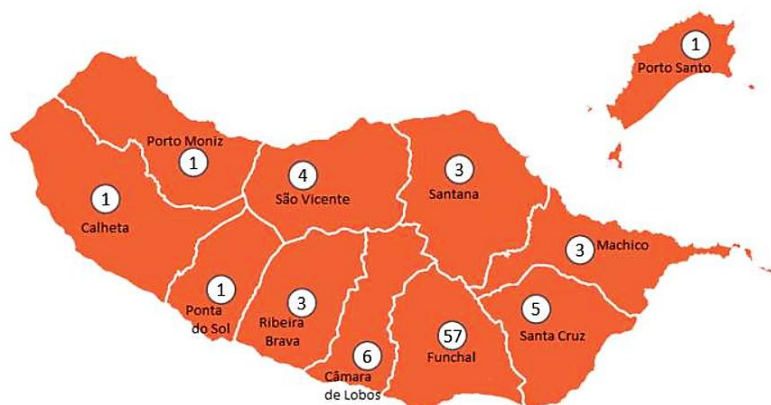 1
Porto Santo
Porto Moniz
1
4
São Vicente
3
Santana
1
Calheta
3 Machico
1
Ponta
do Sol
3
Ribeira
Brava
6
Câmara
de Lobos
57
Funchal
5
Santa Cruz